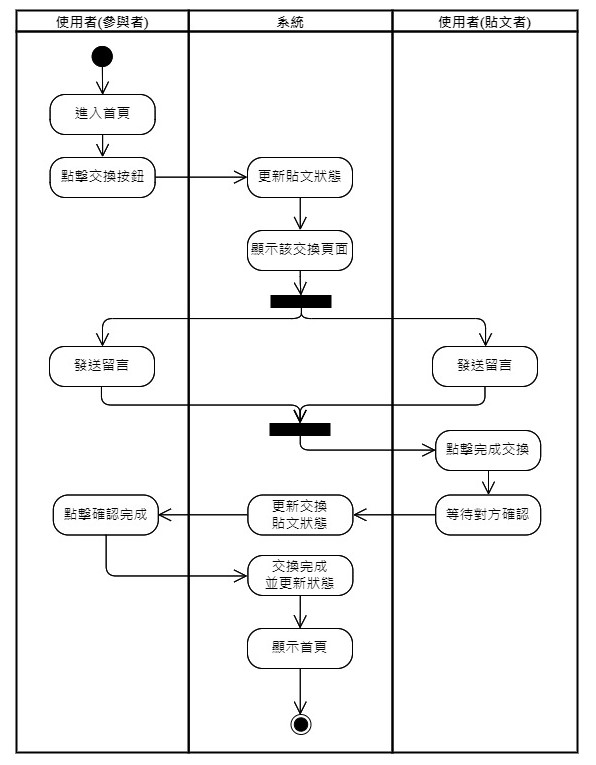 使用者(參與者)
系統
使用者(貼文者)
進入首頁
點擊交換按鈕
更新貼文狀態
顯示該交換頁面
發送留言
發送留言
點擊完成交換
點擊確認完成
更新交換
貼文狀態
等待對方確認
交換完成
並更新狀態
顯示首頁